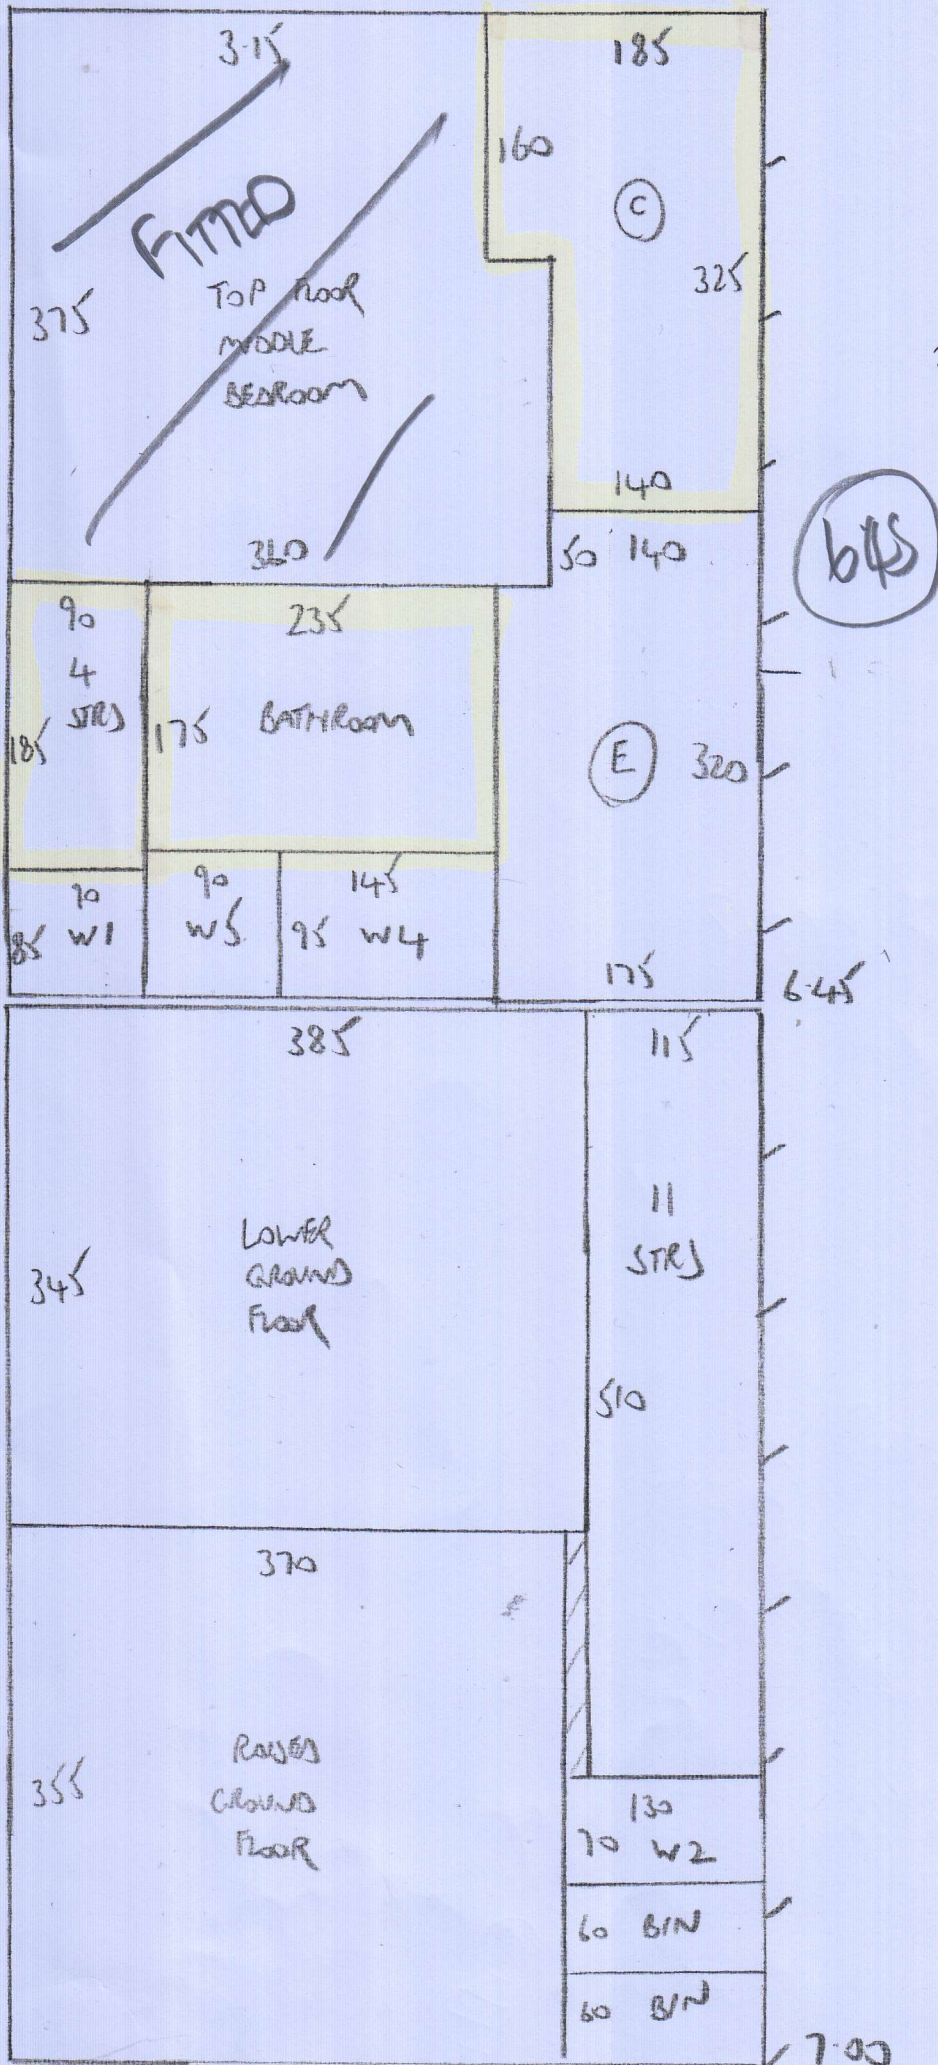 3.15
185
160
C
FITTED
375
TOP FLOOR
MIDDLE
BEDROOM
325
140
360
50 140
645
90
4
STRS
185
235
175 BATHROOM
E
320
90
85 W1
90
W5
145
95 W4
175
6.45
385
115
11
STRS
LOWER
GROUND
FLOOR
345
510
370
355
RAISED
GROUND
FLOOR
130
70 W2
60 BIN
60 BIN
7.00